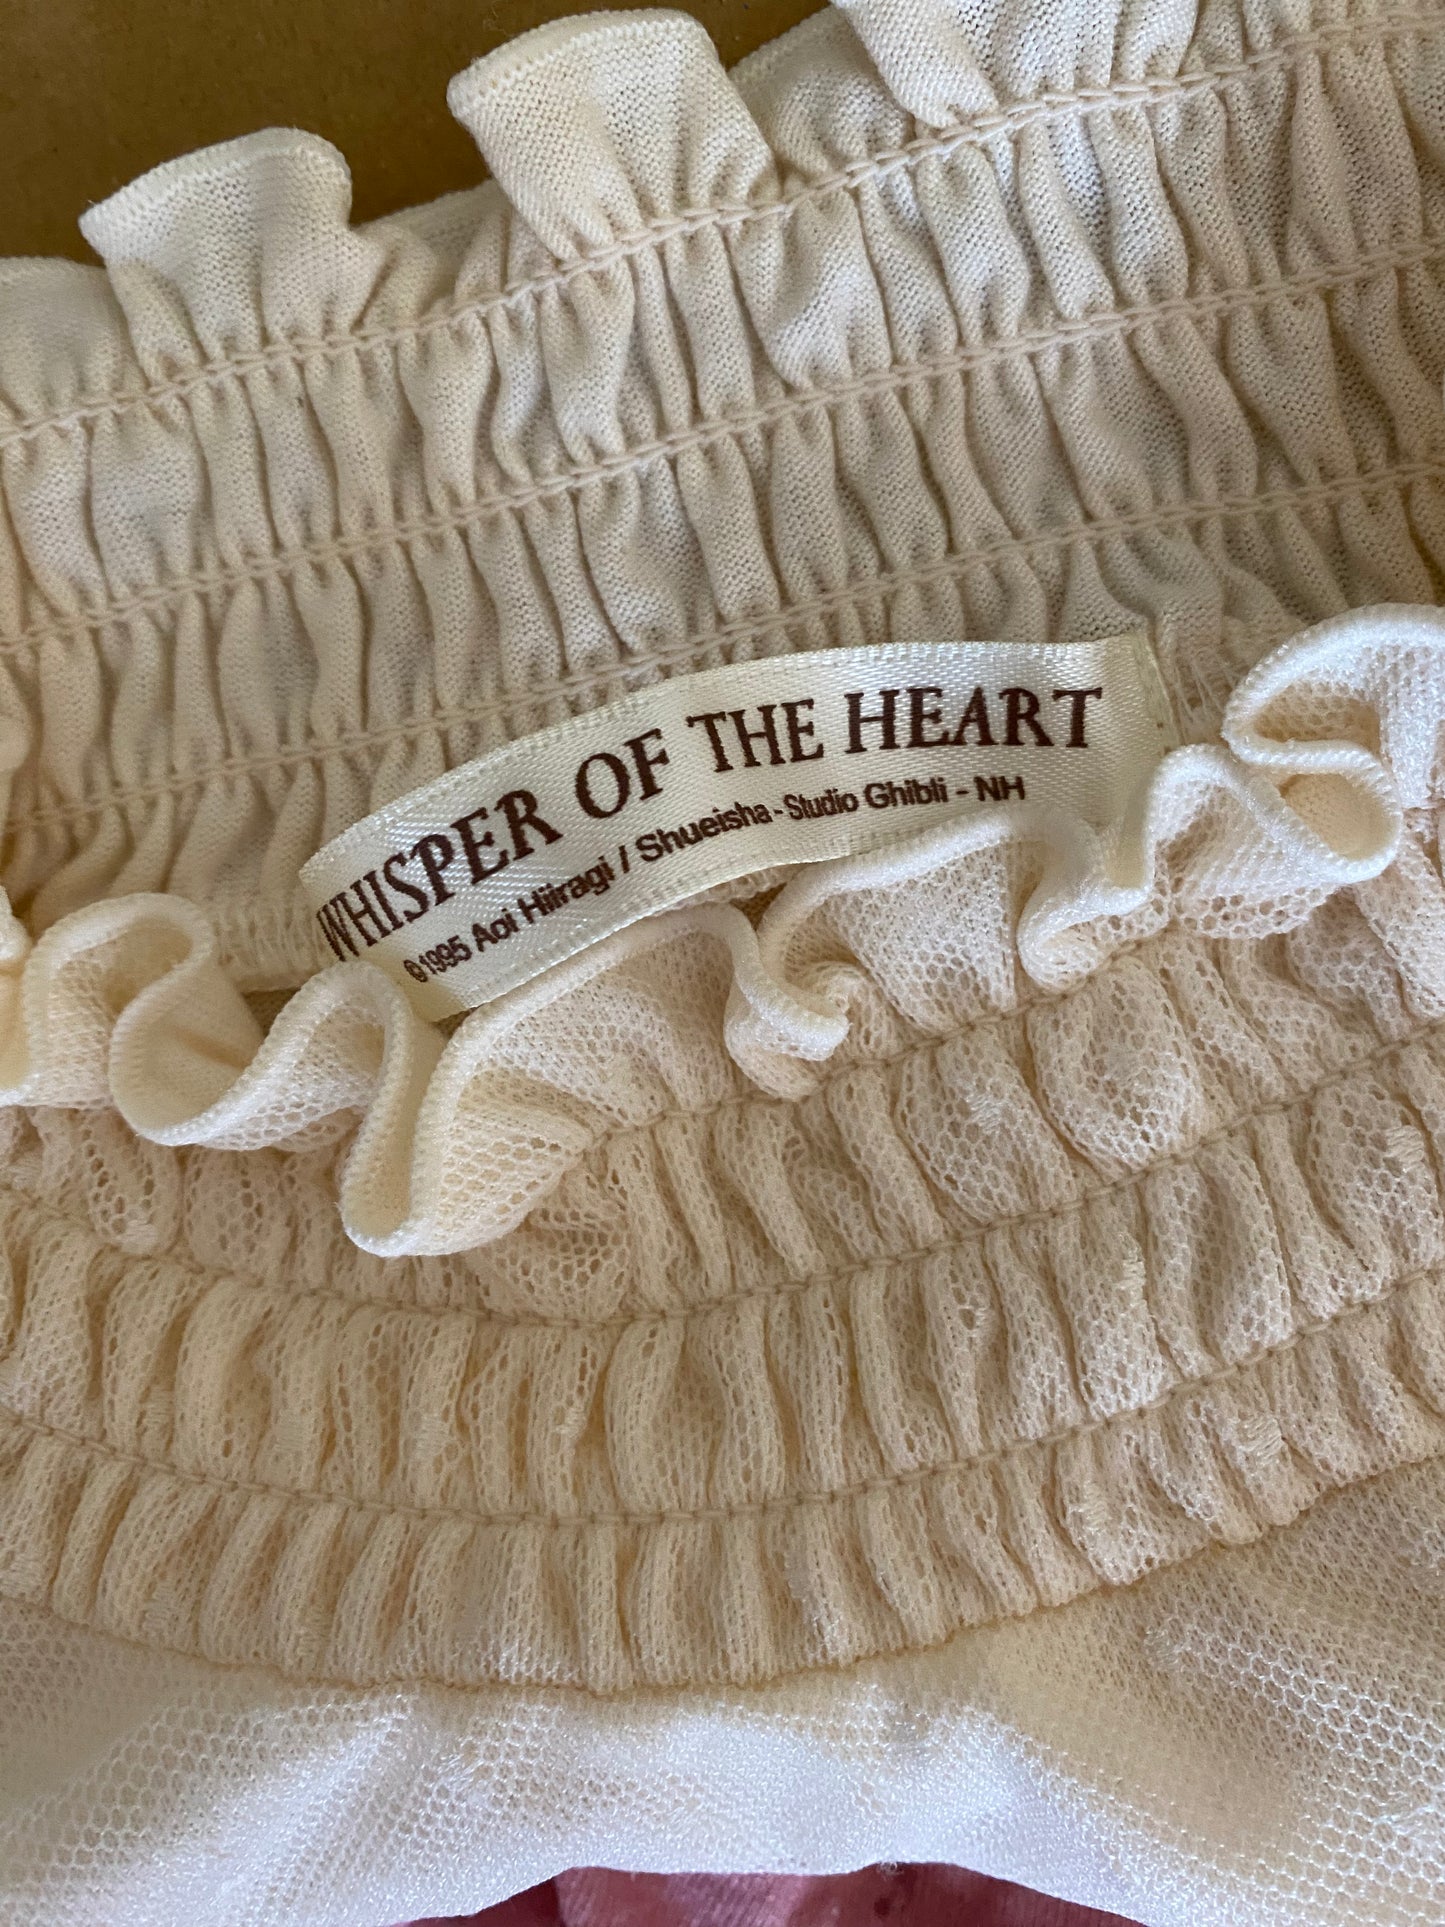 WHISPER OF THE HEART
©1995 Aoi Hiiragi / Shueisha - Studio Ghibli - NH